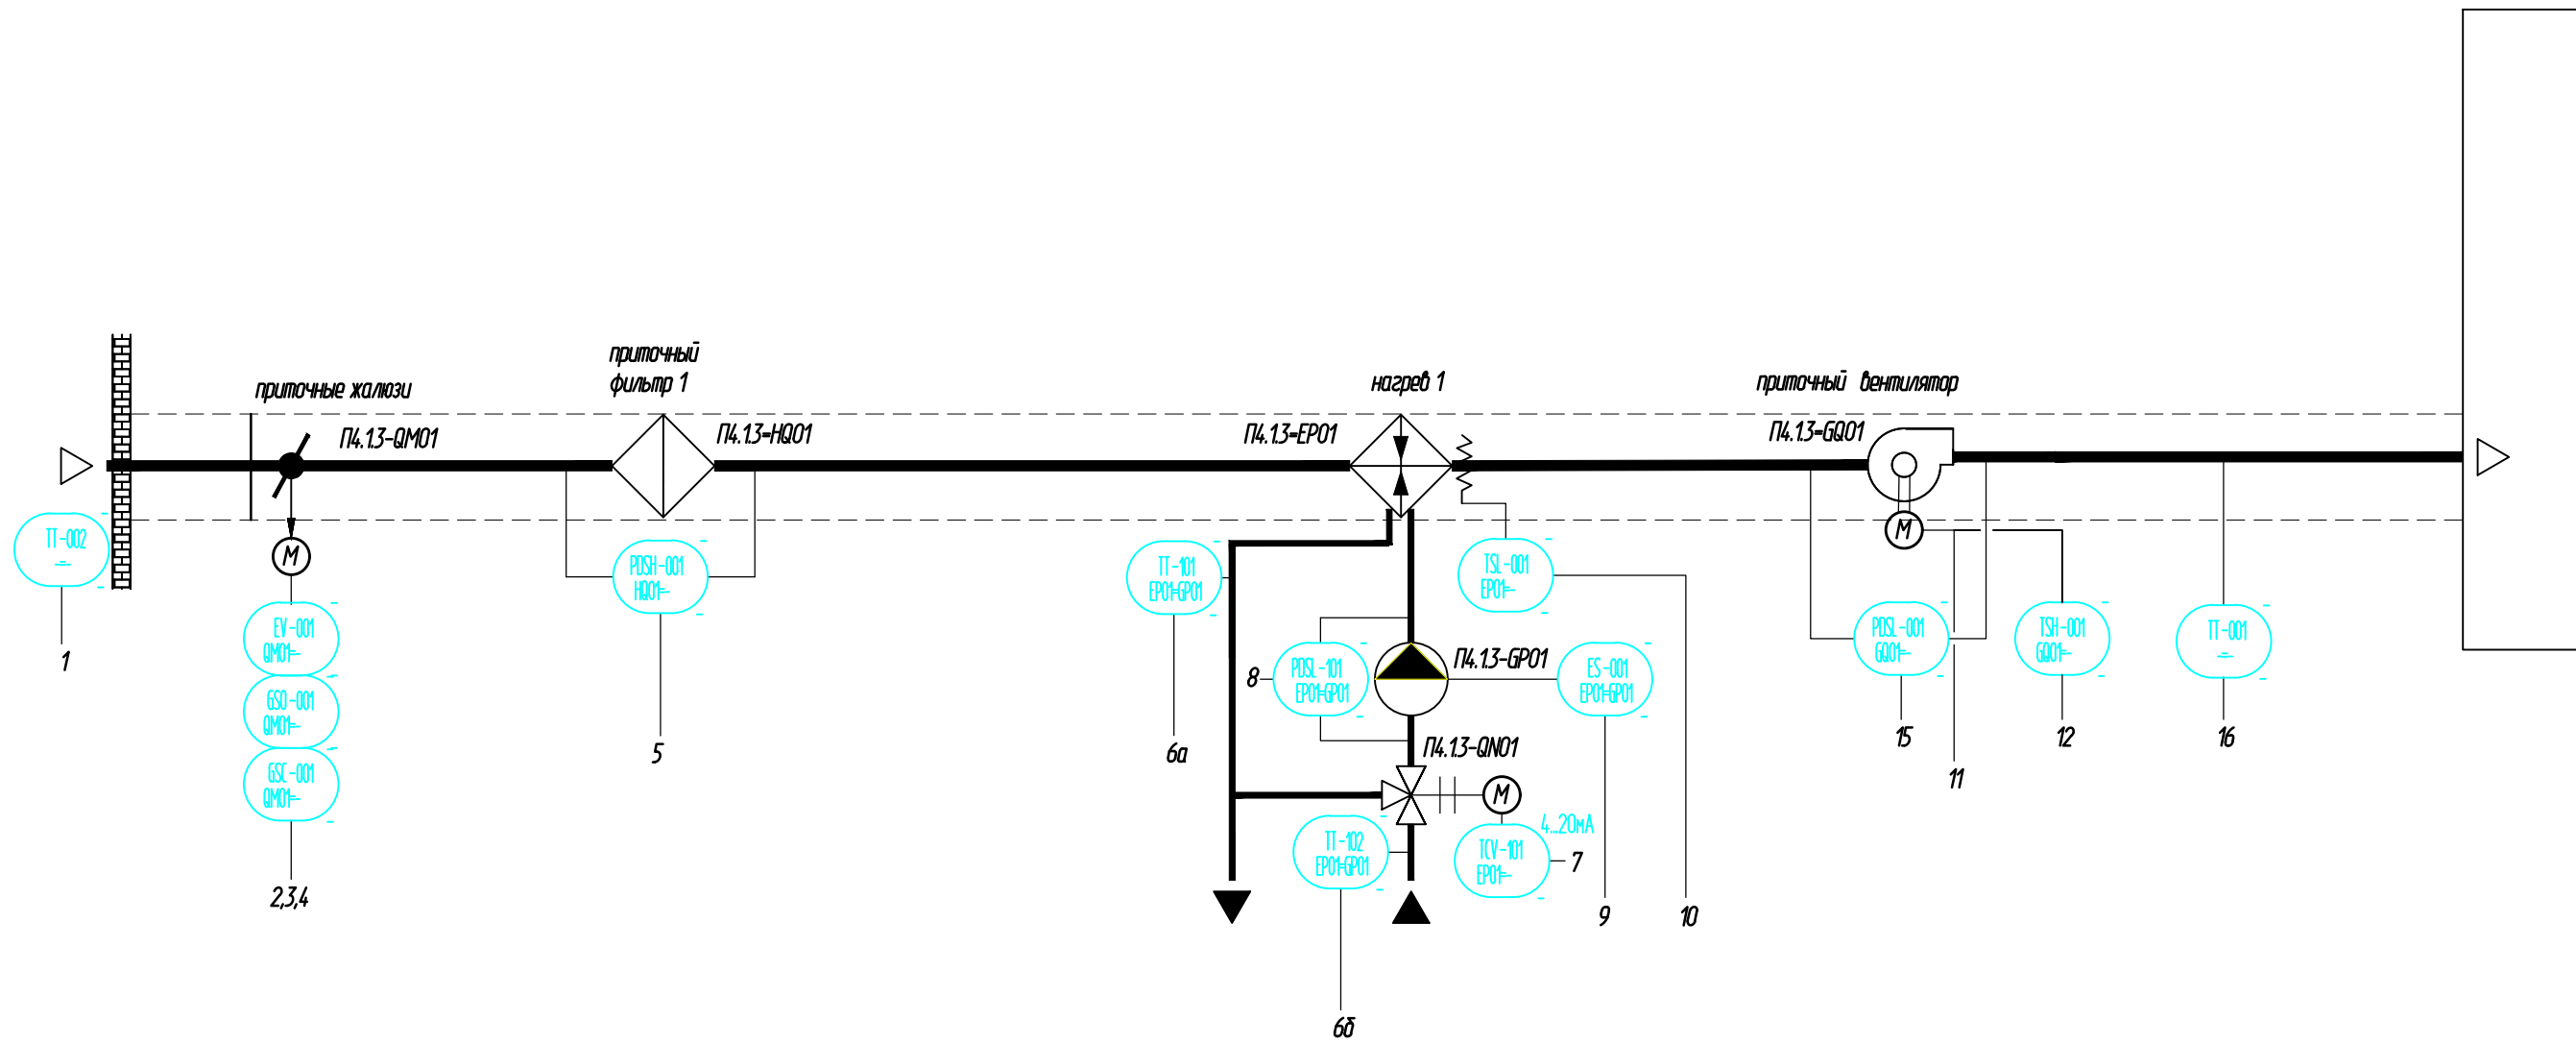 приточный
фильтр 1
приточные жалюзи
нагрев 1
приточный вентилятор
П4.1.3-QM01
П4.1.3=HQ01
П4.1.3=EP01
П4.1.3=GQ01
TT-002
M
M
PDSH-001
HQ01=-
TT-101
EP01=GP01
TSL-001
EP01=-
EV-001
QM01=-
PDSL-001
GQ01=-
TSH-001
GQ01=-
TT-001
1
8
PDSL-101
EP01=GP01
П4.1.3-GP01
ES-001
EP01=GP01
GSO-001
QM01=-
5
6а
П4.1.3-QN01
15
12
16
GSC-001
QM01=-
M
11
4...20мА
TT-102
EP01=GP01
TCV-101
EP01=-
7
2,3,4
9
10
6б